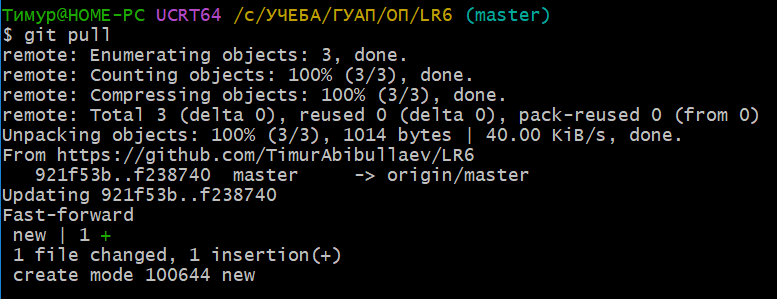 Тимур@HOME-PC UCRT64 /c/УЧЕБА/ГУАП/ОП/LR6 (master)
$ git pull
remote: Enumerating objects: 3, done.
remote: Counting objects: 100% (3/3), done.
remote: Compressing objects: 100% (3/3), done.
remote: Total 3 (delta 0), reused 0 (delta 0), pack-reused 0 (from 0)
Unpacking objects: 100% (3/3), 1014 bytes | 40.00 KiB/s, done.
From https://github.com/TimurAbibullaev/LR6
   921f53b..f238740  master     -> origin/master
Updating 921f53b..f238740
Fast-forward
 new | 1 +
 1 file changed, 1 insertion(+)
 create mode 100644 new